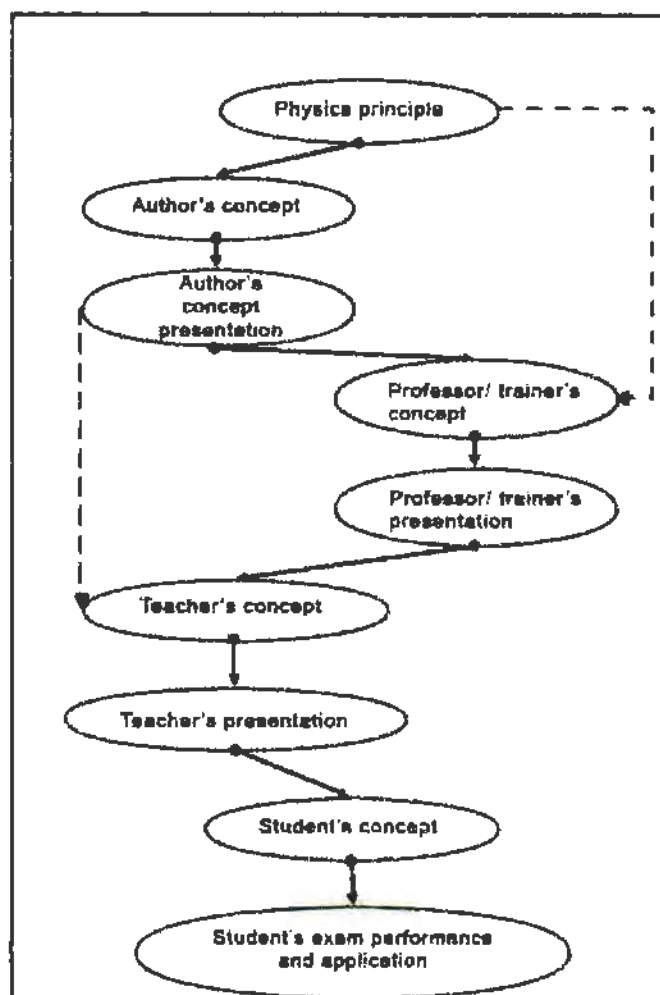 Physics principle
Author's concept
Author's
concept
presentation
Professor/ trainer's
concept
Professor/ trainer's
presentation
Teacher's concept
Teacher's presentation
Student's concept
Student's exam performance
and application